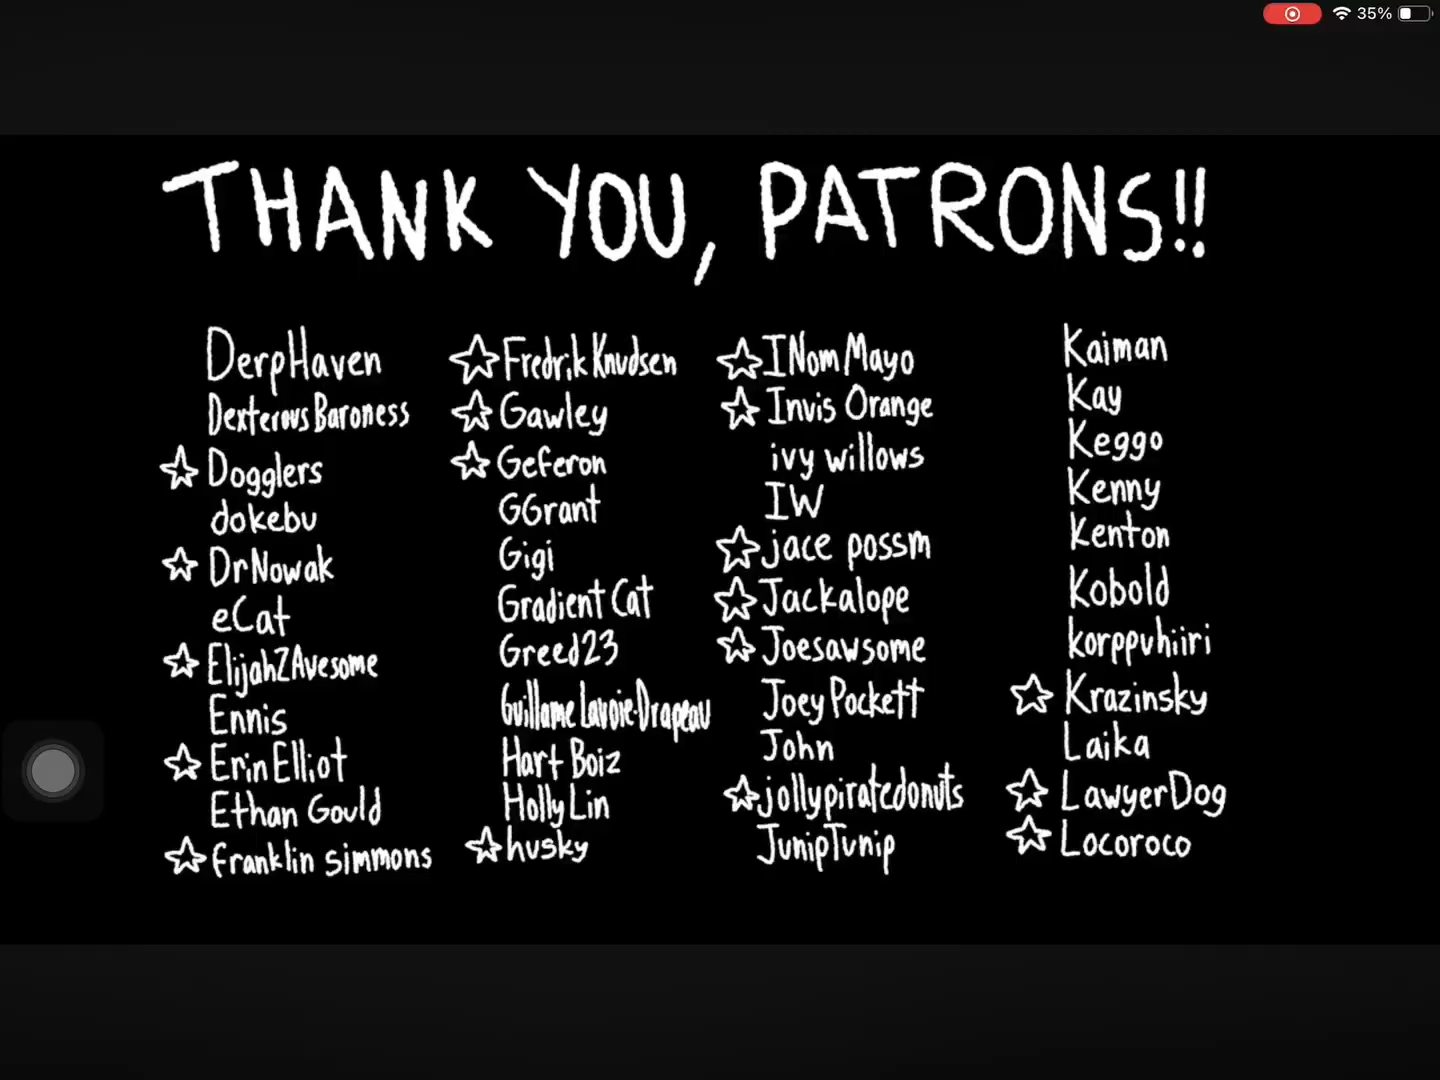 35%
THANK YOU, PATRONS!!
DerpHaven
Dexterous Baroness
☆ Dogglers
dokebu
☆ DrNowak
eCat
☆ ElijahZAwesome
Ennis
☆ Erin Elliot
Ethan Gould
☆ franklin simmons
☆ Fredrik Knudsen
☆ Gawley
☆ Geferon
GGrant
Gigi
Gradient Cat
Greed23
Guillame Lavoie-Drapeau
Hart Boiz
Holly Lin
☆ husky
☆ INom Mayo
☆ Invis Orange
ivy willows
IW
☆ jace possm
☆ Jackalope
☆ Joesawsome
Joey Pockett
John
☆ jollypiratedonuts
JunipTunip
Kaiman
Kay
Keggo
Kenny
Kenton
Kobold
korppuhiiri
☆ Krazinsky
Laika
☆ LawyerDog
☆ Locoroco